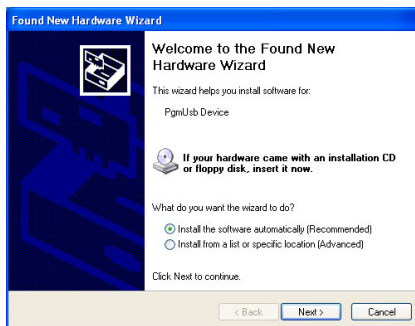 Found New Hardware Wizard
Welcome to the Found New
Hardware Wizard
This wizard helps you install software for:
PgmUsb Device
If your hardware came with an installation CD
or floppy disk, insert it now.
What do you want the wizard to do?
Install the software automatically (Recommended)
Install from a list or specific location (Advanced)
Click Next to continue.
< Back
Next >
Cancel